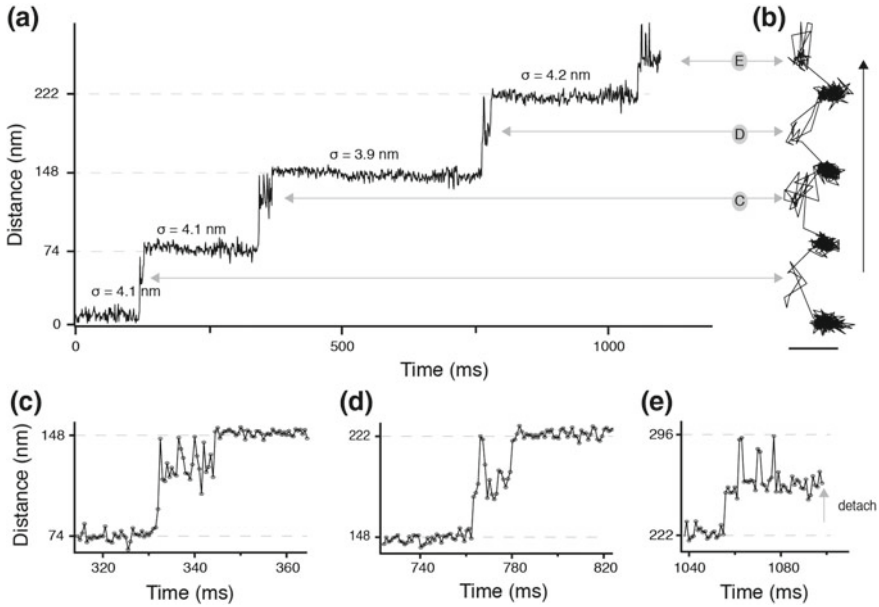 (a)
(b)
Distance (nm)
222
148
74
0
σ = 4.1 nm
σ = 4.1 nm
σ = 3.9 nm
σ = 4.2 nm
E
D
C
0
500
1000
Time (ms)
(c)
(d)
(e)
Distance (nm)
148
74
320
340
360
Time (ms)
222
148
740
780
820
Time (ms)
296
222
1040
1080
Time (ms)
detach